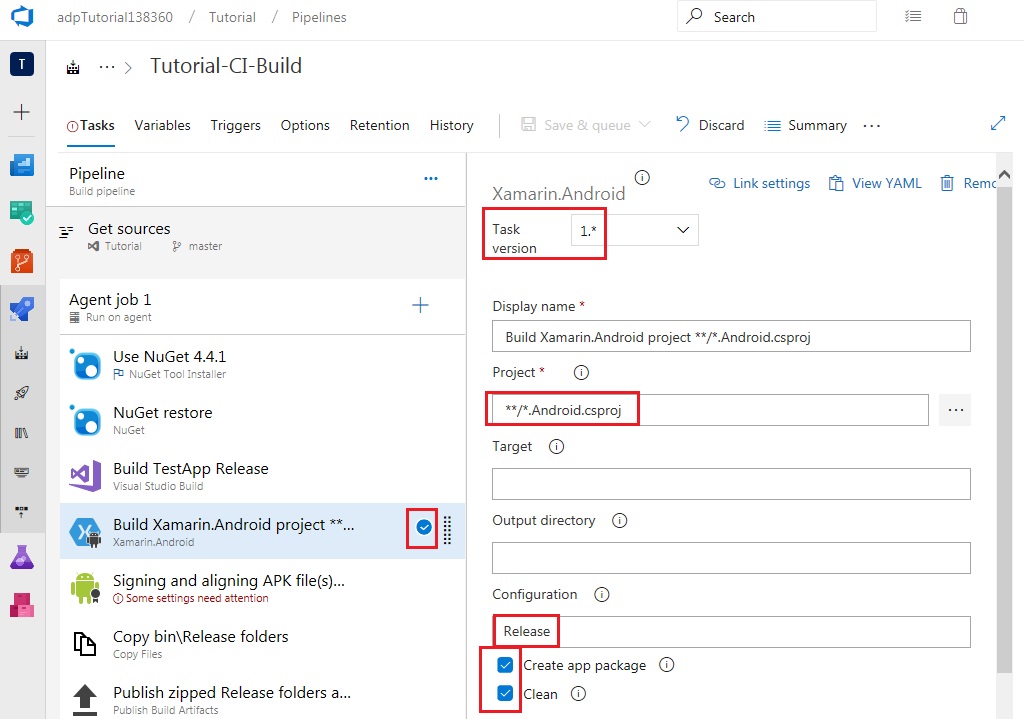 adpTutorial138360 / Tutorial / Pipelines
Search
T
... > Tutorial-CI-Build
Tasks Variables Triggers Options Retention History
Save & queue Discard Summary ...
Pipeline
Build pipeline
...
Get sources
Tutorial master
Agent job 1
Run on agent
Use NuGet 4.4.1
NuGet Tool Installer
NuGet restore
NuGet
Build TestApp Release
Visual Studio Build
Build Xamarin.Android project **...
Xamarin.Android
Signing and aligning APK file(s)...
Some settings need attention
Copy bin\Release folders
Copy Files
Publish zipped Release folders a...
Publish Build Artifacts
Xamarin.Android
Link settings View YAML Remo
Task
version
1.*
Display name *
Build Xamarin.Android project **/*.Android.csproj
Project *
**/*.Android.csproj
...
Target
Output directory
Configuration
Release
Create app package
Clean